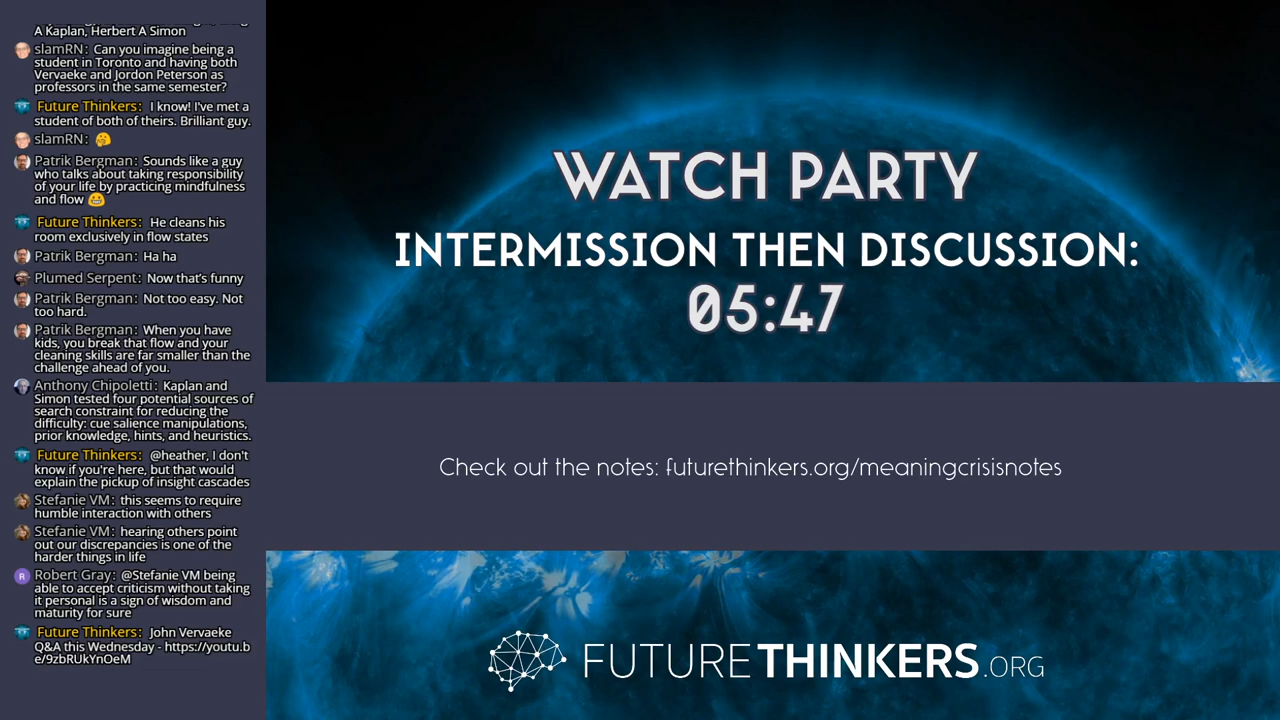 A Kaplan, Herbert A Simon
slamRN: Can you imagine being a
student in Toronto and having both
Vervaeke and Jordon Peterson as
professors in the same semester?
Future Thinkers: I know! I've met a
student of both of theirs. Brilliant guy.
slamRN: 🤔
Patrik Bergman: Sounds like a guy
who talks about taking responsibility
of your life by practicing mindfulness
and flow 😀
Future Thinkers: He cleans his
room exclusively in flow states
Patrik Bergman: Ha ha
Plumed Serpent: Now that's funny
Patrik Bergman: Not too easy. Not
too hard.
Patrik Bergman: When you have
kids, you break that flow and your
cleaning skills are far smaller than the
challenge ahead of you.
Anthony Chipoletti: Kaplan and
Simon tested four potential sources of
search constraint for reducing the
difficulty: cue salience manipulations,
prior knowledge, hints, and heuristics.
Future Thinkers: @heather, I don't
know if you're here, but that would
explain the pickup of insight cascades
Stefanie VM: this seems to require
humble interaction with others
Stefanie VM: hearing others point
out our discrepancies is one of the
harder things in life
R Robert Gray: @Stefanie VM being
able to accept criticism without taking
it personal is a sign of wisdom and
maturity for sure
Future Thinkers: John Vervaeke
Q&A this Wednesday - https://youtu.b
e/9zbRUkYnOeM
WATCH PARTY
INTERMISSION THEN DISCUSSION:
05:47
Check out the notes: futurethinkers.org/meaningcrisisnotes
FUTURETHINKERS.ORG